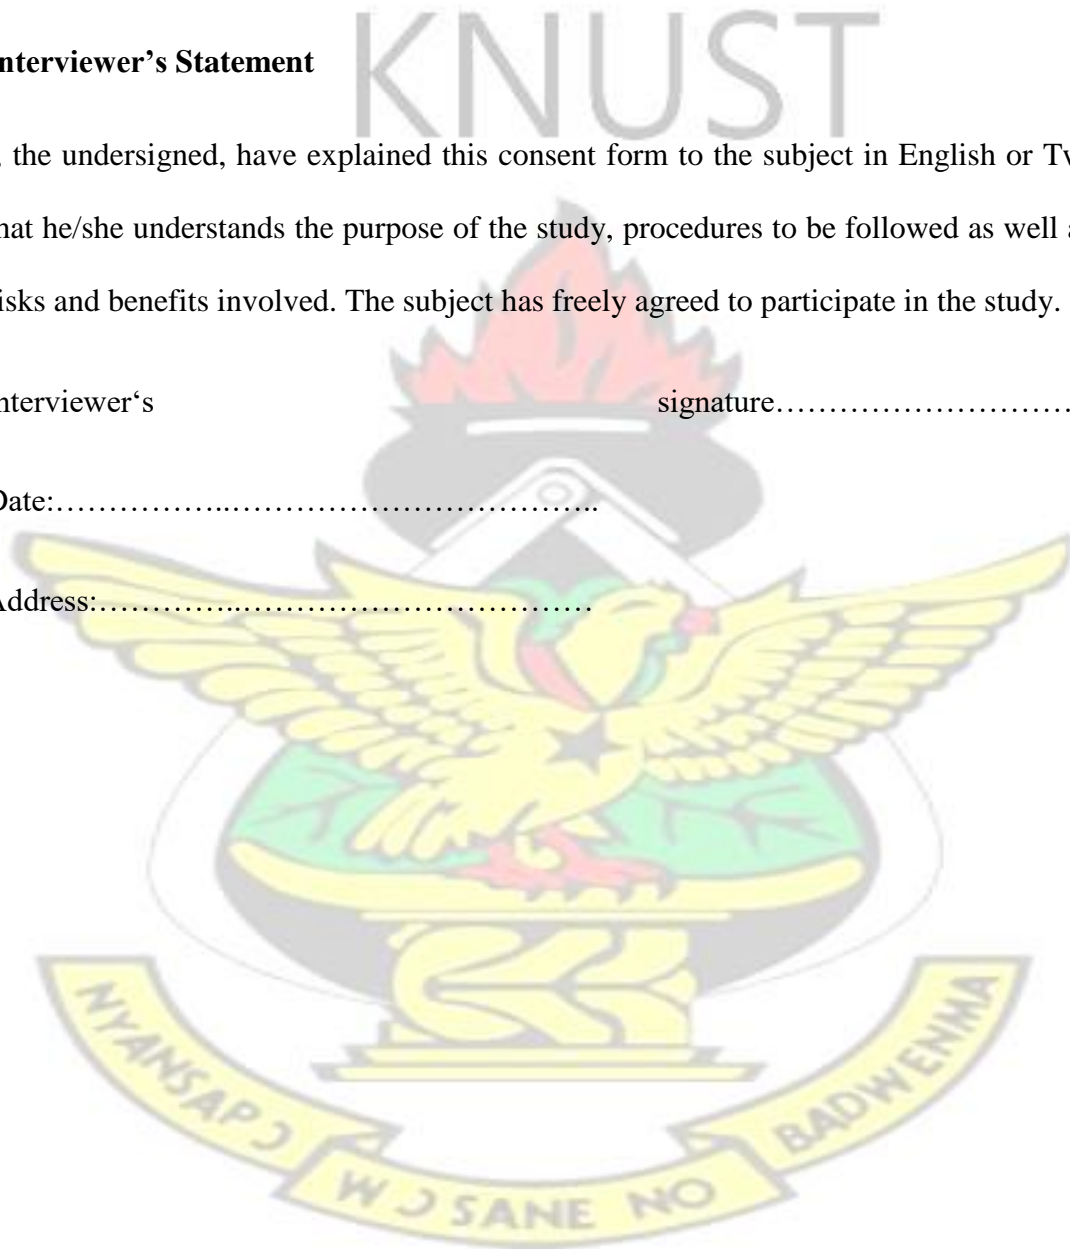 KNUST
nterviewer’s Statement
, the undersigned, have explained this consent form to the subject in English or Tw
hat he/she understands the purpose of the study, procedures to be followed as well a
isks and benefits involved. The subject has freely agreed to participate in the study.
nterviewer‘s signature…………………………
Date:……………..……………………………..
Address:…………..……………………………
NYANSAPƆ
WƆSANE NO
BADWENMA